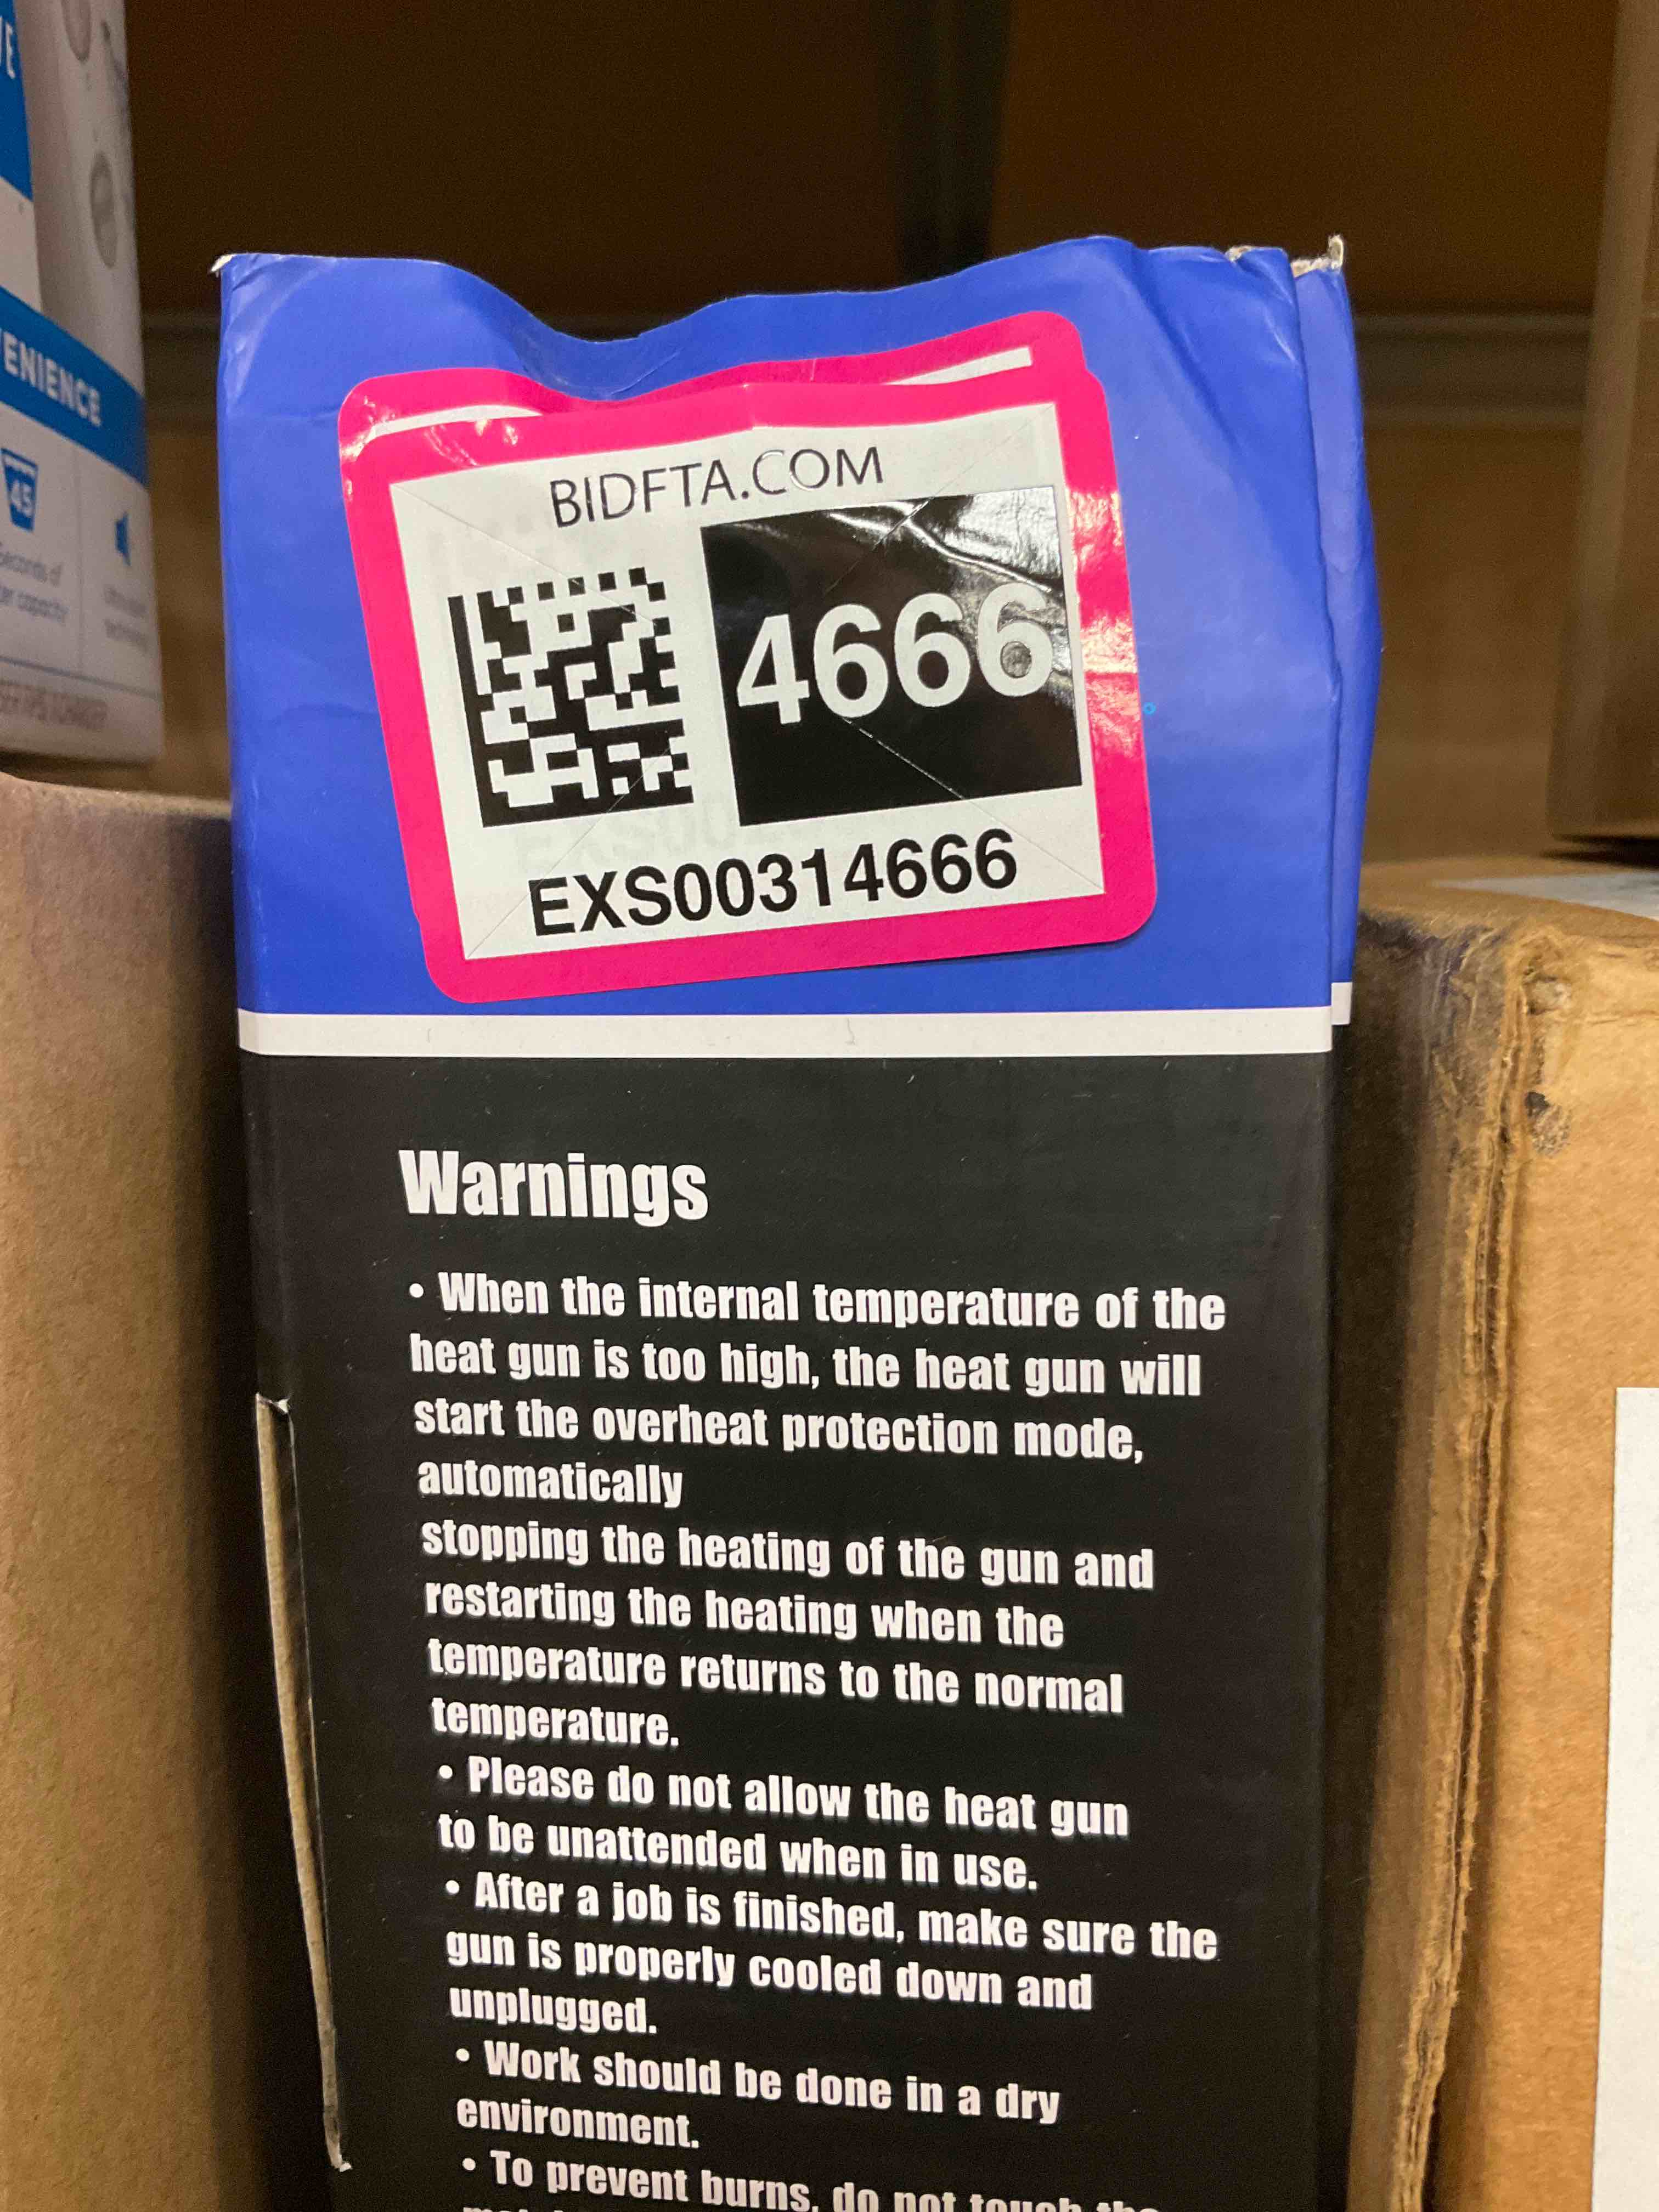 ENIENCE
45
BIDFTA.COM
4666
EXS00314666
Warnings
• When the internal temperature of the
heat gun is too high, the heat gun will
start the overheat protection mode,
automatically
stopping the heating of the gun and
restarting the heating when the
temperature returns to the normal
temperature.
• Please do not allow the heat gun
to be unattended when in use.
• After a job is finished, make sure the
gun is properly cooled down and
unplugged.
• Work should be done in a dry
environment.
• To prevent burns, do not touch the